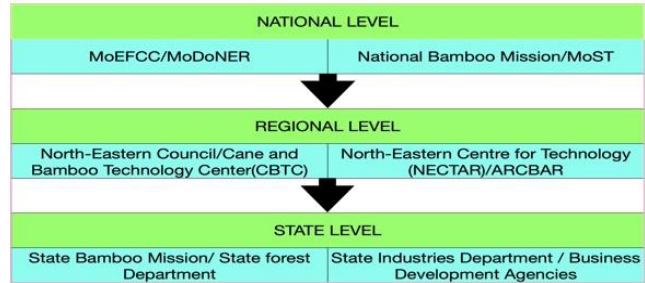 NATIONAL LEVEL
MoEFCC/MoDoNER
National Bamboo Mission/MoST
REGIONAL LEVEL
North-Eastern Council/Cane and
Bamboo Technology Center(CBTC)
North-Eastern Centre for Technology
(NECTAR)/ARCBAR
STATE LEVEL
State Bamboo Mission/ State forest
Department
State Industries Department / Business
Development Agencies